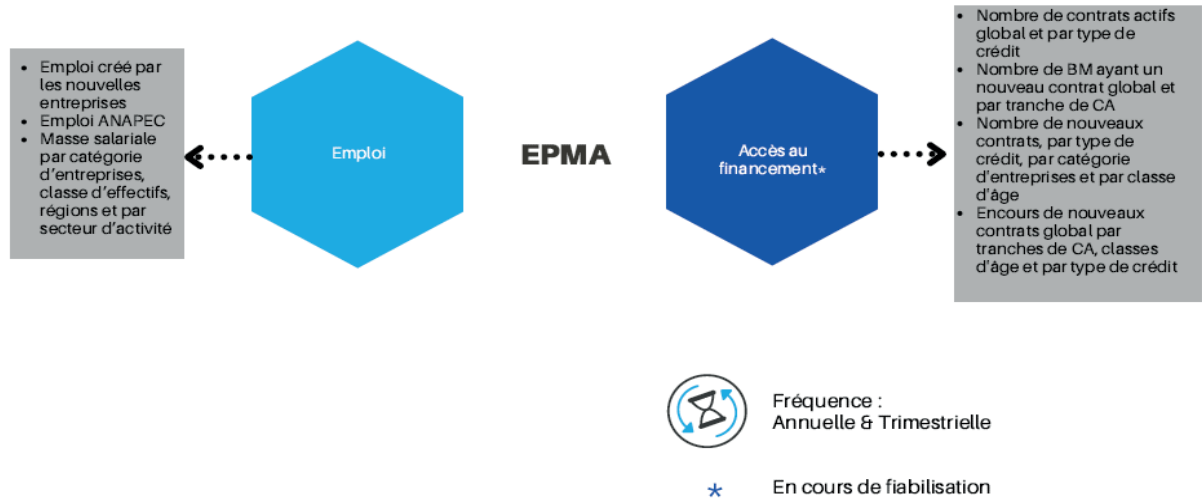 • Emploi créé par
les nouvelles
entreprises
• Emploi ANAPEC
• Masse salariale
par catégorie
d'entreprises,
classe d'effectifs,
régions et par
secteur d'activité
Emploi
EPMA
Accès au
financement*
• Nombre de contrats actifs
global et par type de
crédit
• Nombre de BM ayant un
nouveau contrat global et
par tranche de CA
• Nombre de nouveaux
contrats, par type de
crédit, par catégorie
d'entreprises et par classe
d'âge
• Encours de nouveaux
contrats global par
tranches de CA, classes
d'âge et par type de crédit
Fréquence :
Annuelle & Trimestrielle
* En cours de fiabilisation